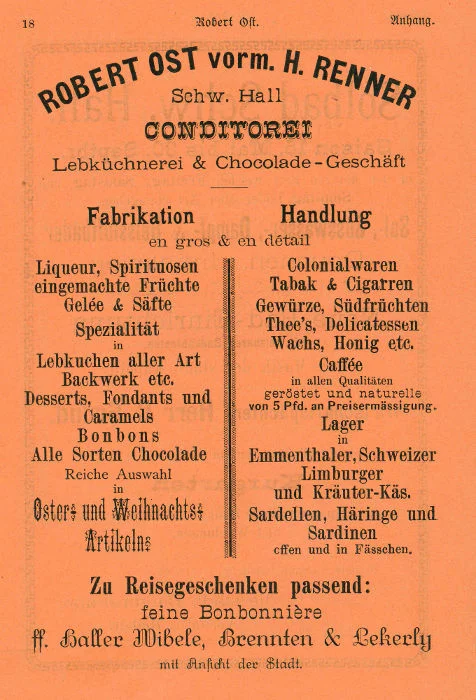 18 Robert Ost. Anhang.
ROBERT OST vorm. H. RENNER
Schw. Hall
CONDITOREI
Lebküchnerei & Chocolade-Geschäft
Fabrikation Handlung
en gros & en détail
Liqueur, Spirituosen
eingemachte Früchte
Gelée & Säfte
Spezialität
in
Lebkuchen aller Art
Backwerk etc.
Desserts, Fondants und
Caramels
Bonbons
Alle Sorten Chocolade
Reiche Auswahl
in
Oster- und Weihnachts-
Artikeln-
Colonialwaren
Tabak & Cigarren
Gewürze, Südfrüchten
Thee's, Delicatessen
Wachs, Honig etc.
Caffée
in allen Qualitäten
geröstet und naturelle
von 5 Pfd. an Preisermässigung.
Lager
in
Emmenthaler, Schweizer
Limburger
und Kräuter-Käs.
Sardellen, Häringe und
Sardinen
offen und in Fässchen.
Zu Reisegeschenken passend:
feine Bonbonnière
ff. Haller Wibele, Brennten & Lekerly
mit Ansicht der Stadt.